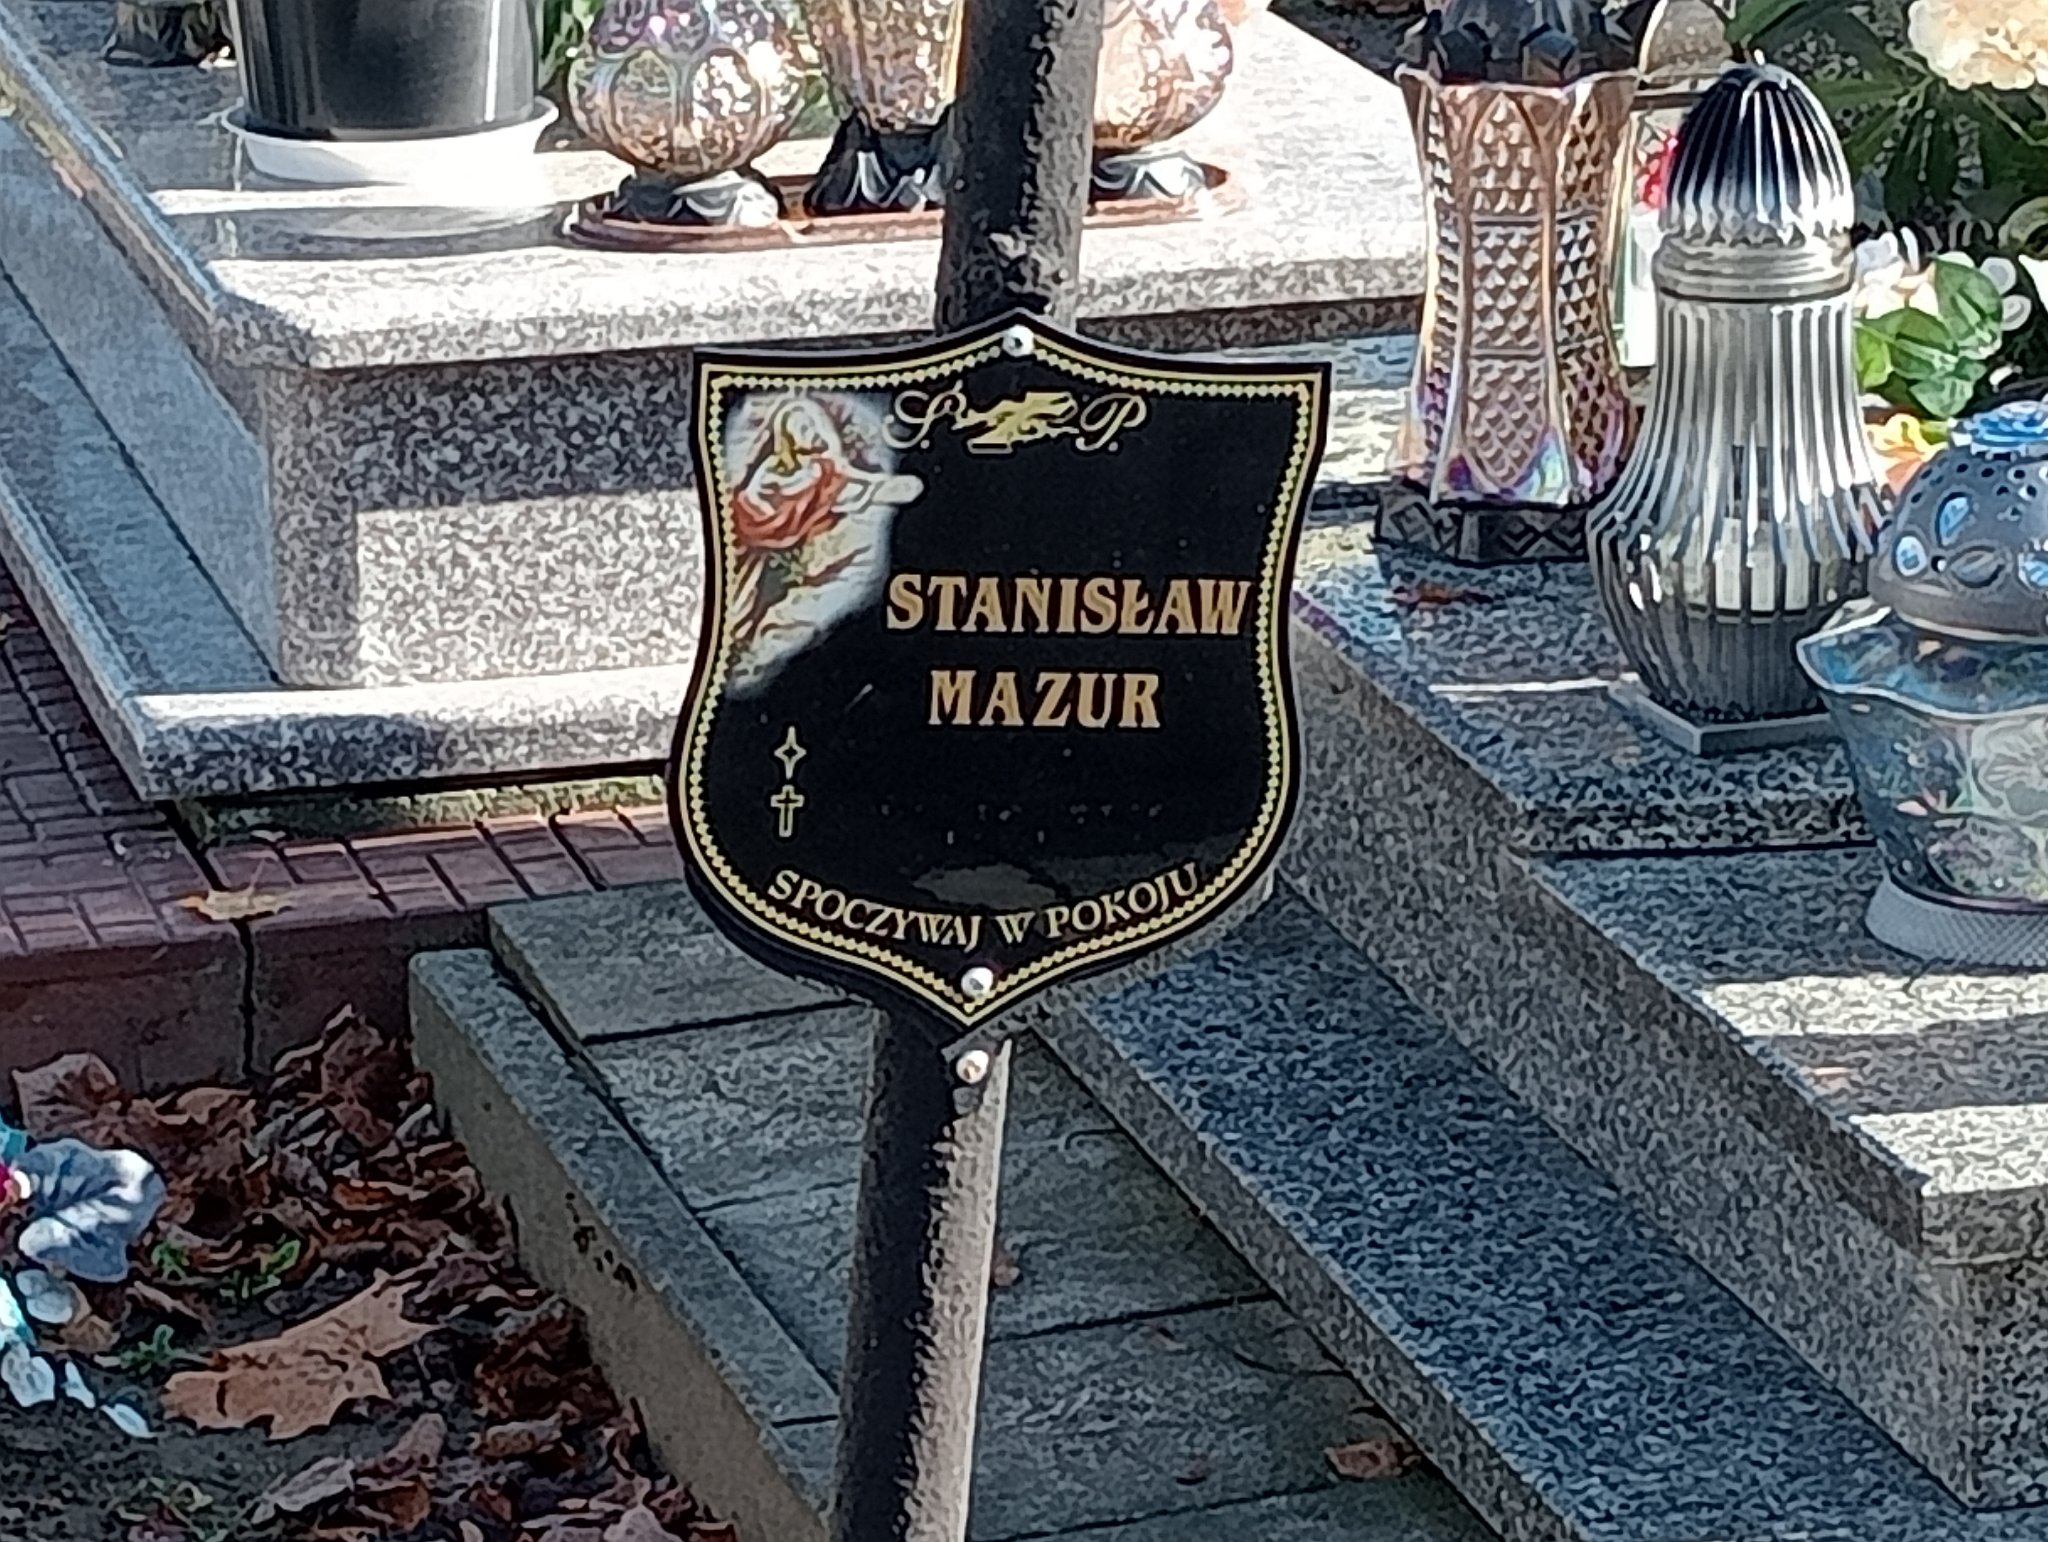 Ś. P.
STANISŁAW
MAZUR
SPOCZYWAJ W POKOJU